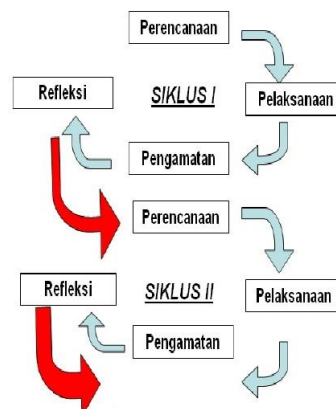 Perencanaan
Refleksi
SIKLUS I
Pelaksanaan
Pengamatan
Perencanaan
Refleksi
SIKLUS II
Pelaksanaan
Pengamatan